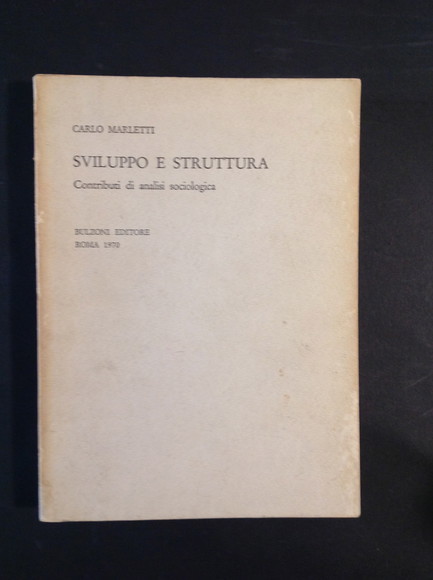 CARLO MARLETTI
SVILUPPO E STRUTTURA
Contributi di analisi sociologica
BULZONI EDITORE
ROMA 1970